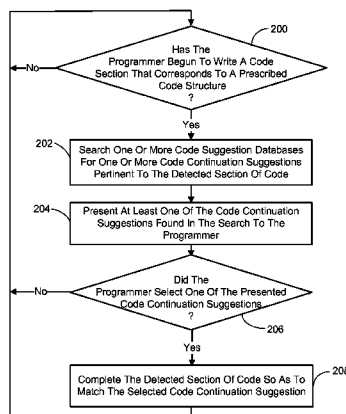 200
Has The
Programmer Begun To Write A Code
Section That Corresponds To A Prescribed
Code Structure
?
No
Yes
202
Search One Or More Code Suggestion Databases
For One Or More Code Continuation Suggestions
Pertinent To The Detected Section Of Code
204
Present At Least One Of The Code Continuation
Suggestions Found In The Search To The
Programmer
Did The
Programmer Select One Of The Presented
Code Continuation Suggestions
?
No
206
Yes
208
Complete The Detected Section Of Code So As To
Match The Selected Code Continuation Suggestion